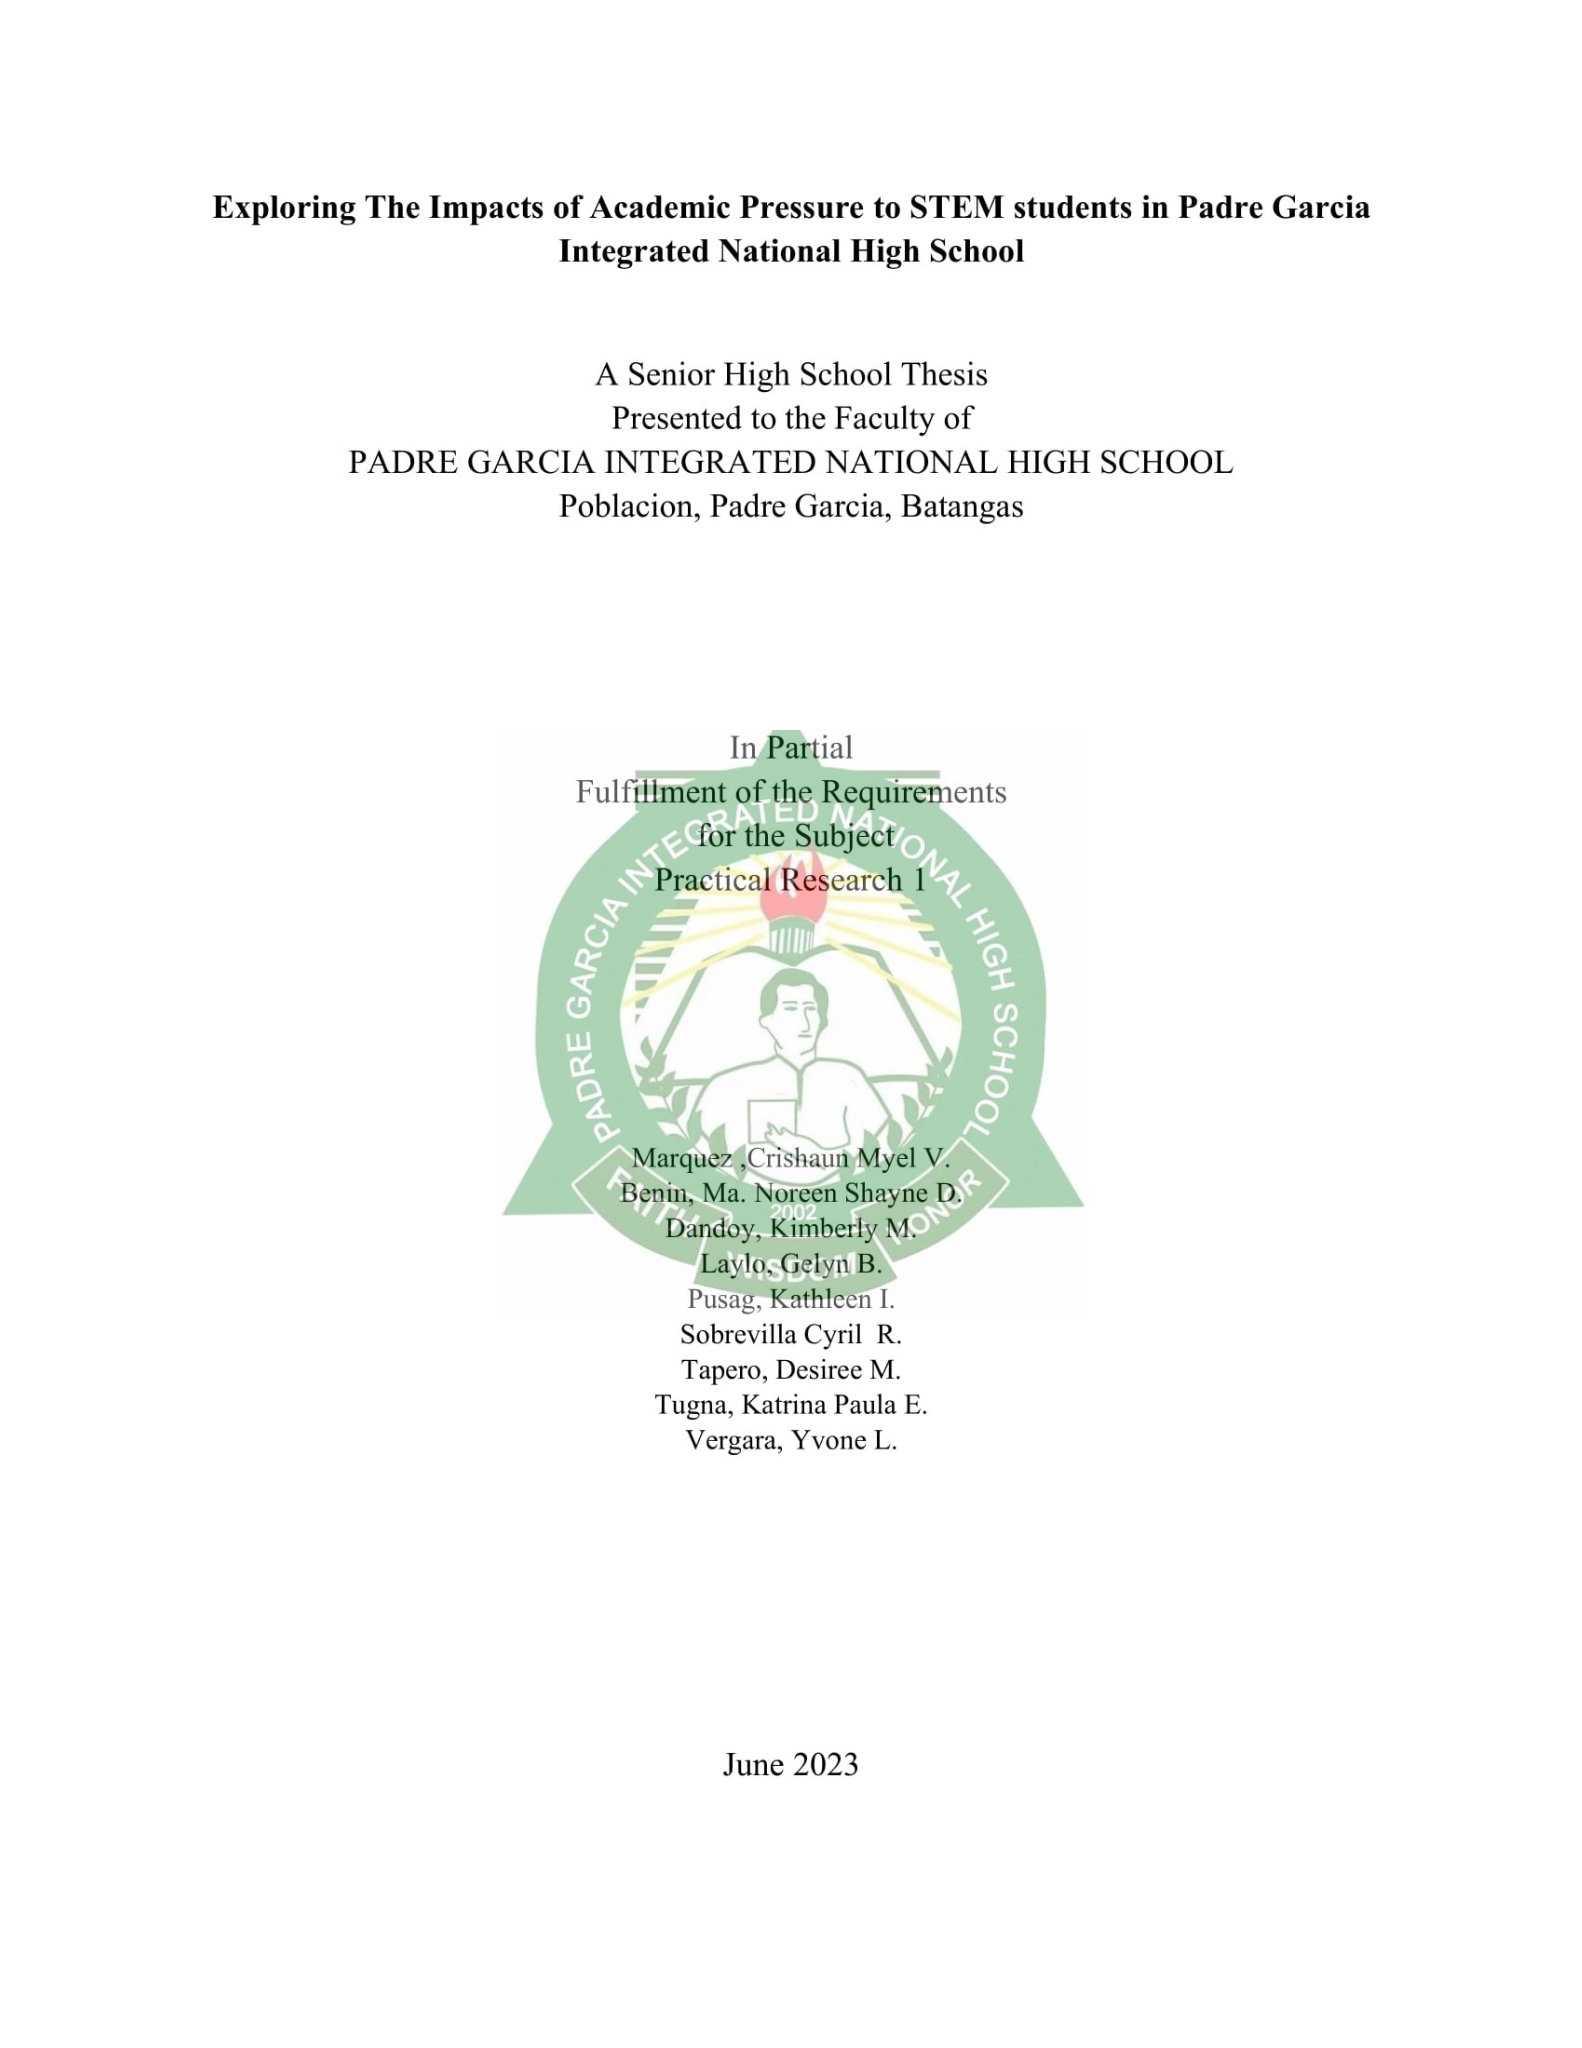 Exploring The Impacts of Academic Pressure to STEM students in Padre Garcia
Integrated National High School
A Senior High School Thesis
Presented to the Faculty of
PADRE GARCIA INTEGRATED NATIONAL HIGH SCHOOL
Poblacion, Padre Garcia, Batangas
In Partial
Fulfillment of the Requirements
for the Subject
Practical Research 1
PADRE GARCIA INTEGRATED NATIONAL HIGH SCHOOL
Marquez ,Crishaun Myel V.
Benin, Ma. Noreen Shayne D.
FAITH
2002
HONOR
Dandoy, Kimberly M.
WISDOM
Laylo, Gelyn B.
Pusag, Kathleen I.
Sobrevilla Cyril  R.
Tapero, Desiree M.
Tugna, Katrina Paula E.
Vergara, Yvone L.
June 2023